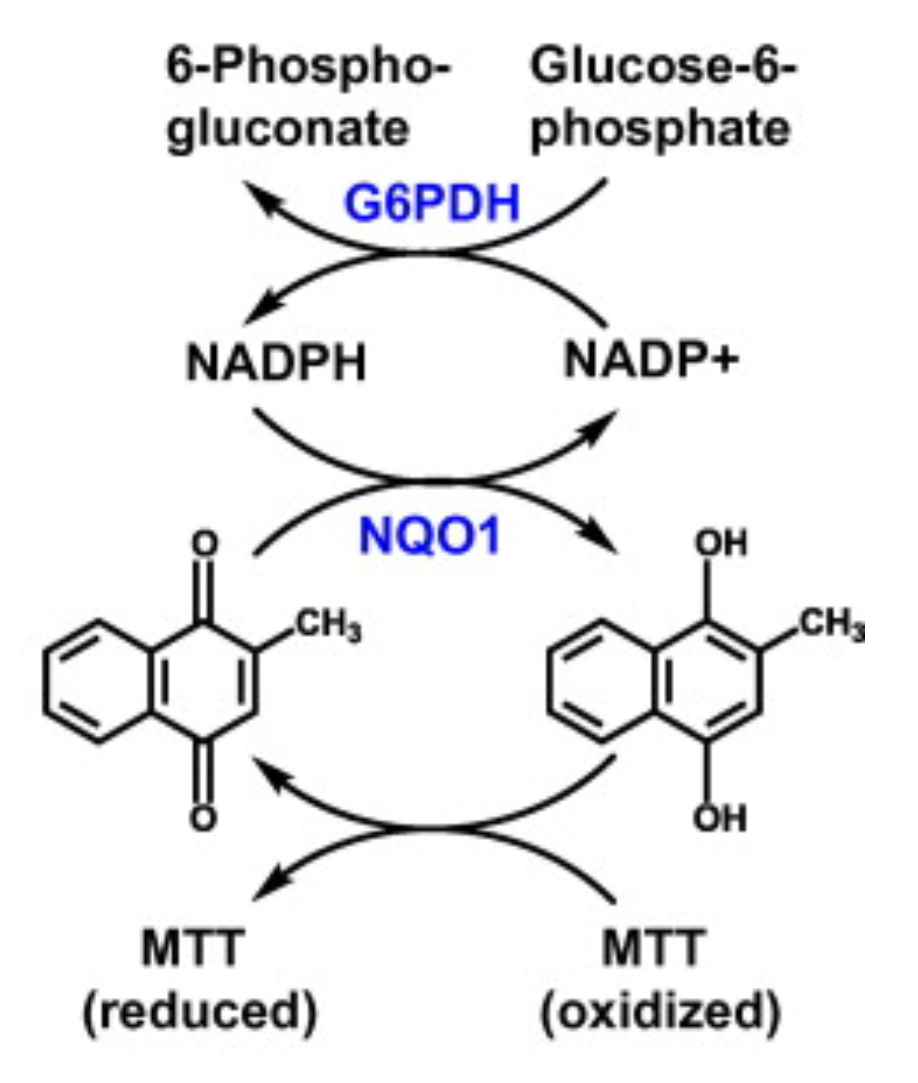 6-Phospho-
gluconate
Glucose-6-
phosphate
G6PDH
NADPH
NADP+
NQO1
O
CH3
O
OH
CH3
OH
MTT
(reduced)
MTT
(oxidized)